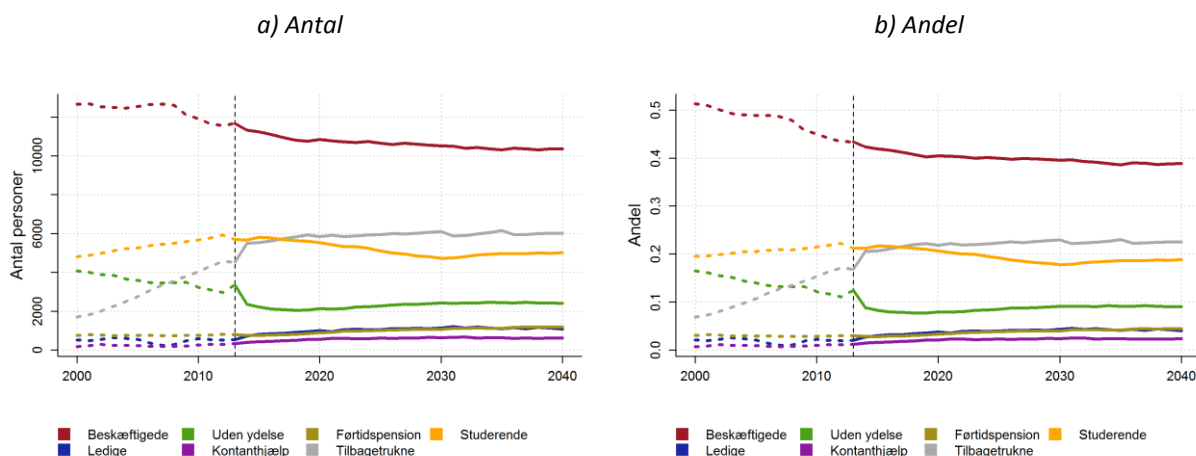 a) Antal
b) Andel
Antal personer
0 2000 6000 10000
2000 2010 2020 2030 2040
Beskæftigede Uden ydelse Førtidspension Studerende
Ledige Kontanthjælp Tilbagetrukne
Andel
0.0 0.1 0.2 0.3 0.4 0.5
2000 2010 2020 2030 2040
Beskæftigede Uden ydelse Førtidspension Studerende
Ledige Kontanthjælp Tilbagetrukne